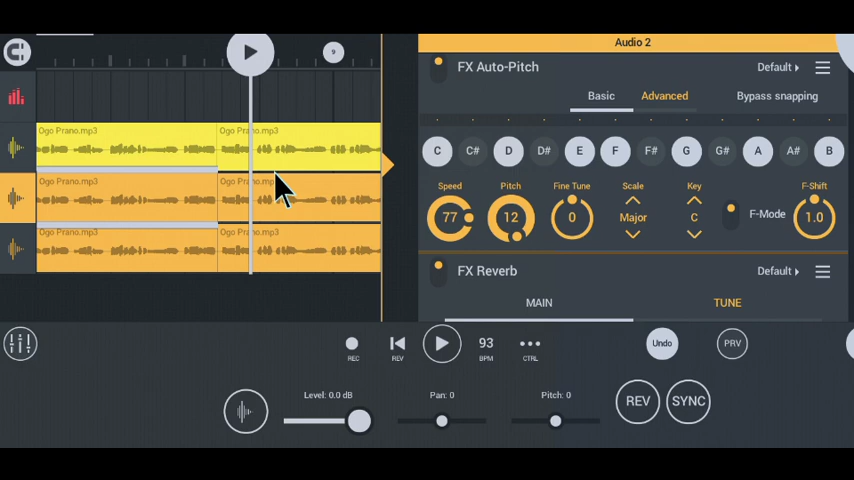 Audio 2
9
FX Auto-Pitch
Default
Basic
Advanced
Bypass snapping
Ogo Prano.mp3
Ogo Prano.mp3
C C# D D# E F F# G G# A A# B
Ogo Prano.mp3
Ogo Prano.mp3
Speed
Pitch
Fine Tune
Scale
Key
F-Shift
77
12
0
Major
C
F-Mode
1.0
Ogo Prano.mp3
Ogo Prano.mp3
FX Reverb
Default
MAIN
TUNE
REC
REV
93
BPM
CTRL
Undo
PRV
Level: 0.0 dB
Pan: 0
Pitch: 0
REV
SYNC